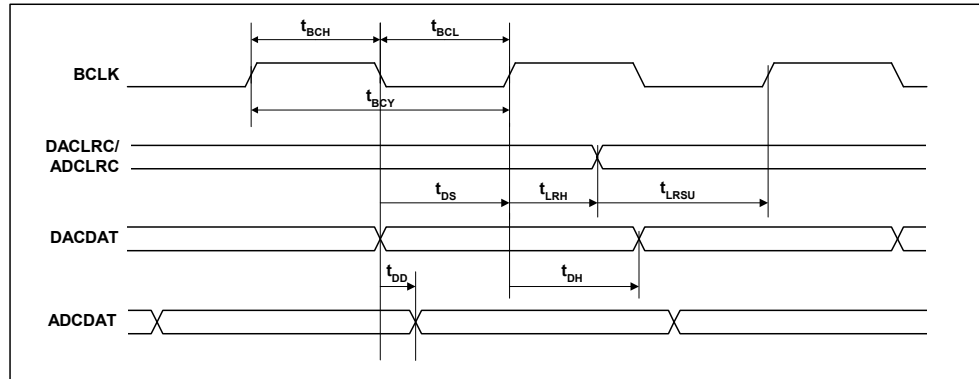 tBCH
tBCL
BCLK
tBCY
DACLRC/
ADCLRC
tDS
tLRH
tLRSU
DACDAT
tDD
tDH
ADCDAT